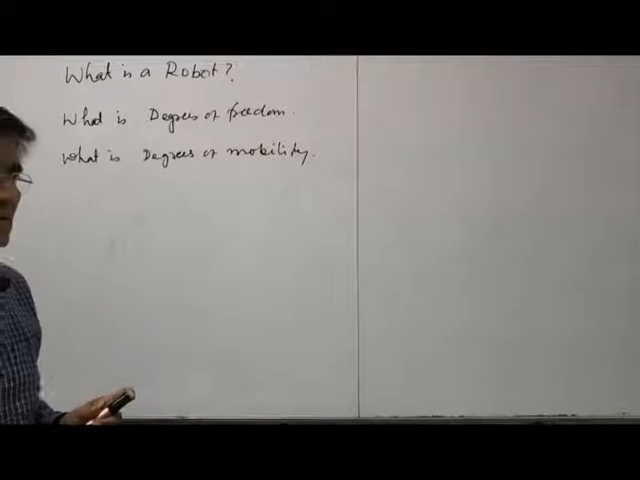 What is a Robot?
What is Degrees of freedom.
What is Degrees of mobility.